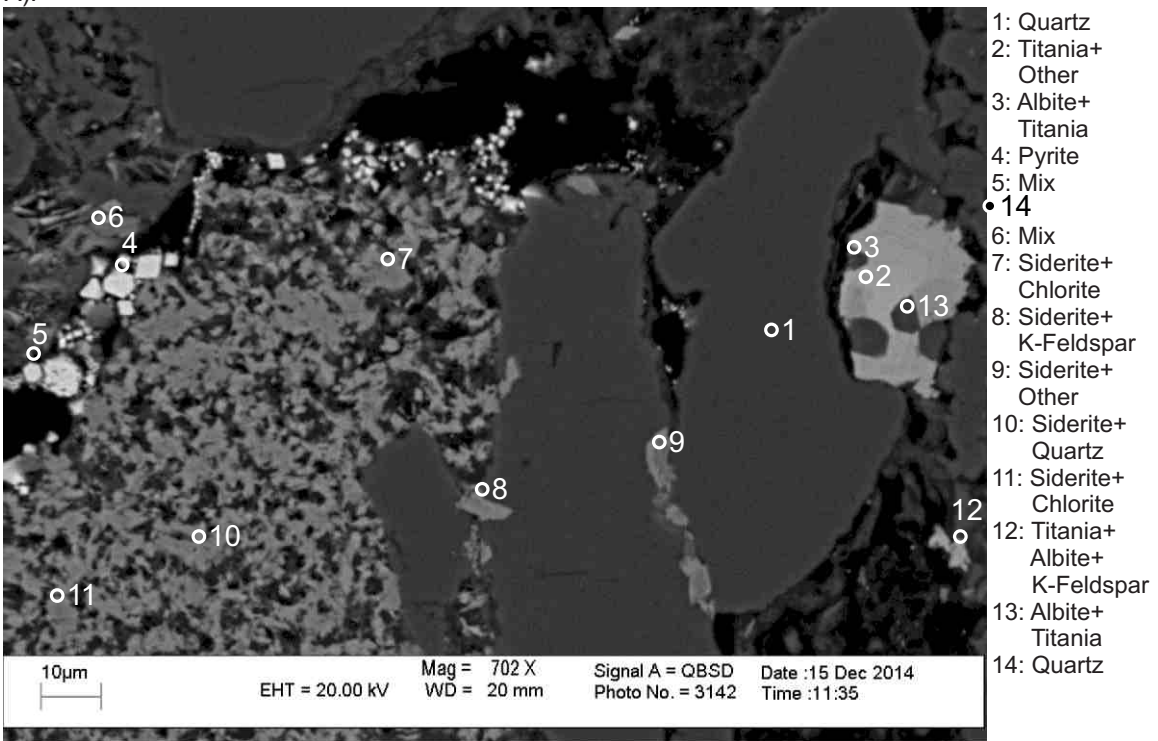 1: Quartz
2: Titania+
Other
3: Albite+
Titania
4: Pyrite
5: Mix
14
6: Mix
7: Siderite+
Chlorite
8: Siderite+
K-Feldspar
9: Siderite+
Other
10: Siderite+
Quartz
11: Siderite+
Chlorite
12: Titania+
Albite+
K-Feldspar
13: Albite+
Titania
14: Quartz
6
4
7
3
2
13
5
1
9
8
12
10
11
10µm
EHT = 20.00 kV
Mag = 702 X
WD = 20 mm
Signal A = QBSD
Photo No. = 3142
Date :15 Dec 2014
Time :11:35